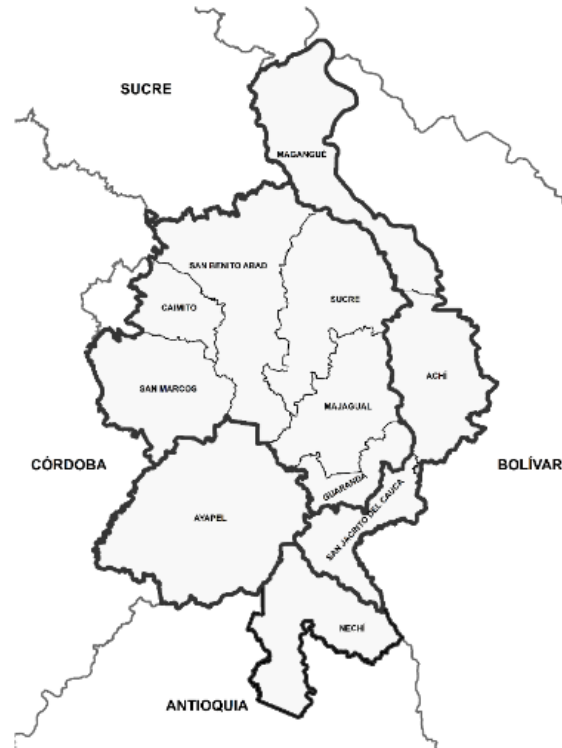 SUCRE
MAGANGUÉ
SAN BENITO ABAD
CAIMITO
SUCRE
SAN MARCOS
MAJAGUAL
ACHÍ
CÓRDOBA
BOLÍVAR
GUARANDA
AYAPEL
SAN JACINTO DEL CAUCA
NECHÍ
ANTIOQUIA